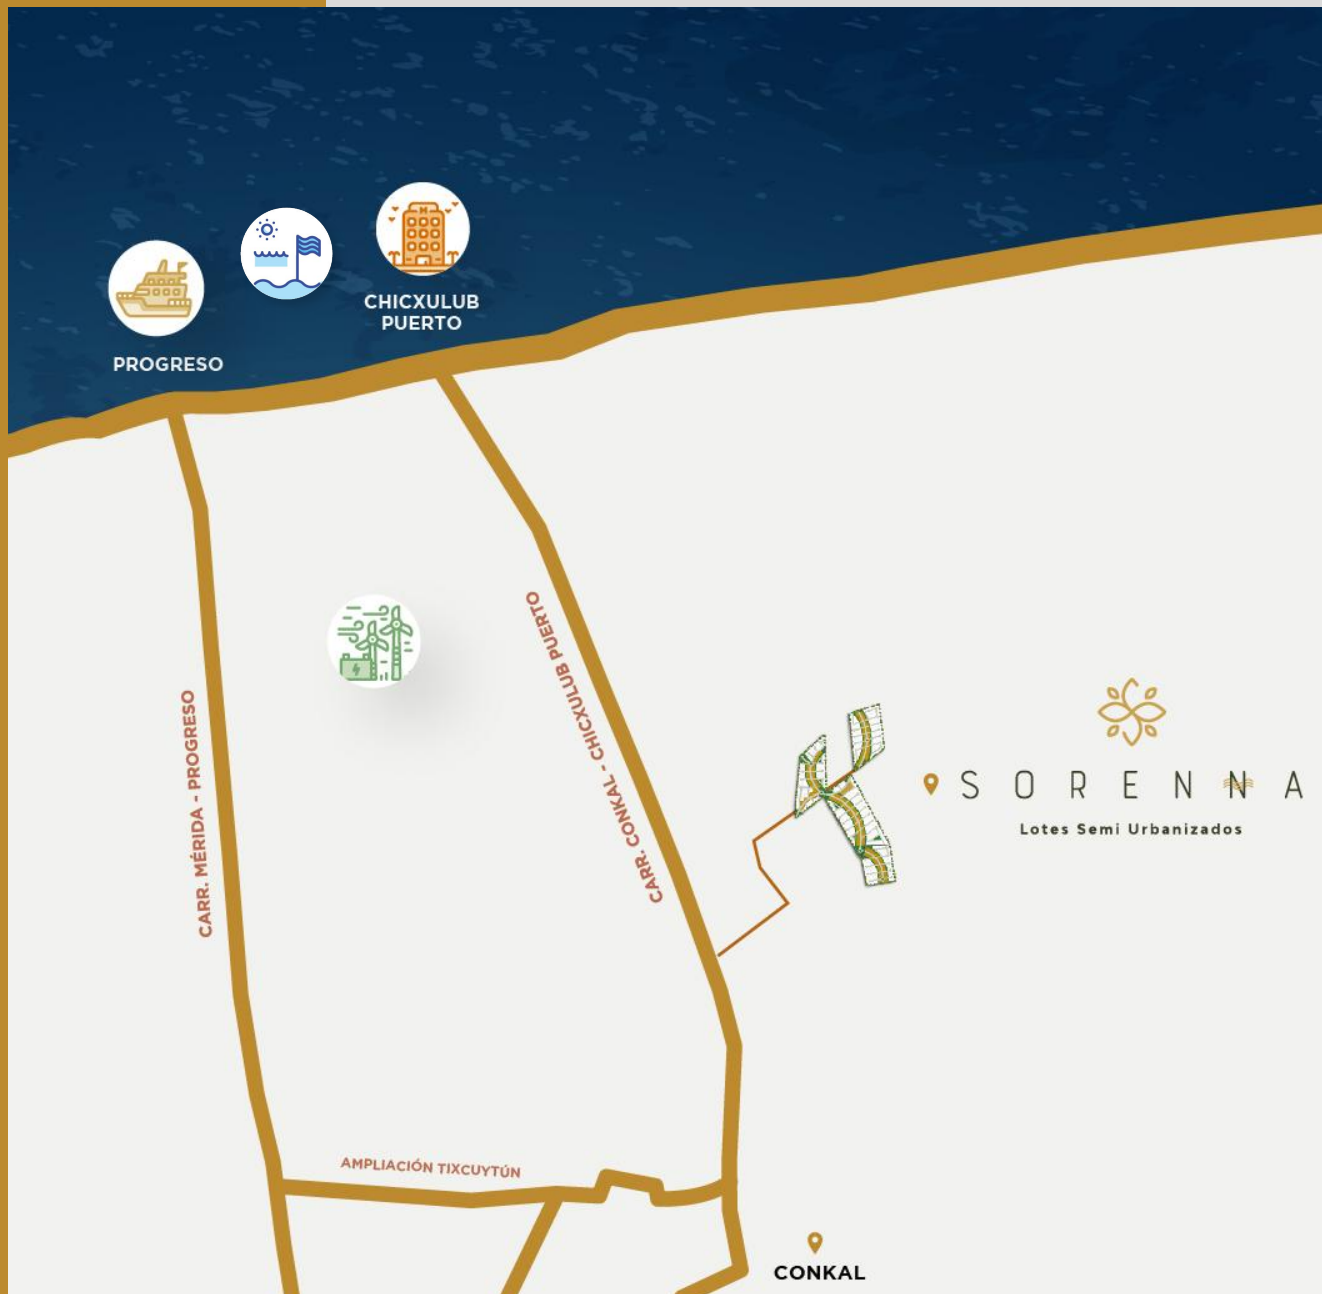 CHICXULUB
PUERTO
PROGRESO
CARR. CONKAL - CHICXULUB PUERTO
CARR. MÉRIDA - PROGRESO
SORENNA
Lotes Semi Urbanizados
AMPLIACIÓN TIXCUYTÚN
CONKAL